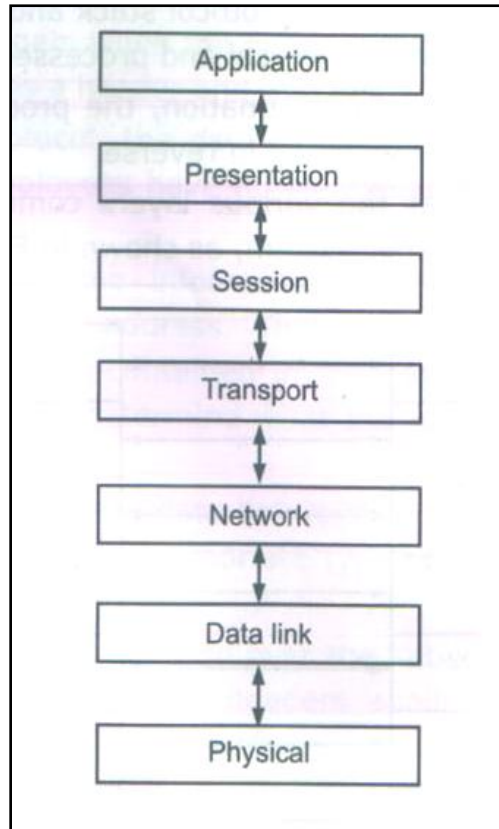 Application
Presentation
Session
Transport
Network
Data link
Physical